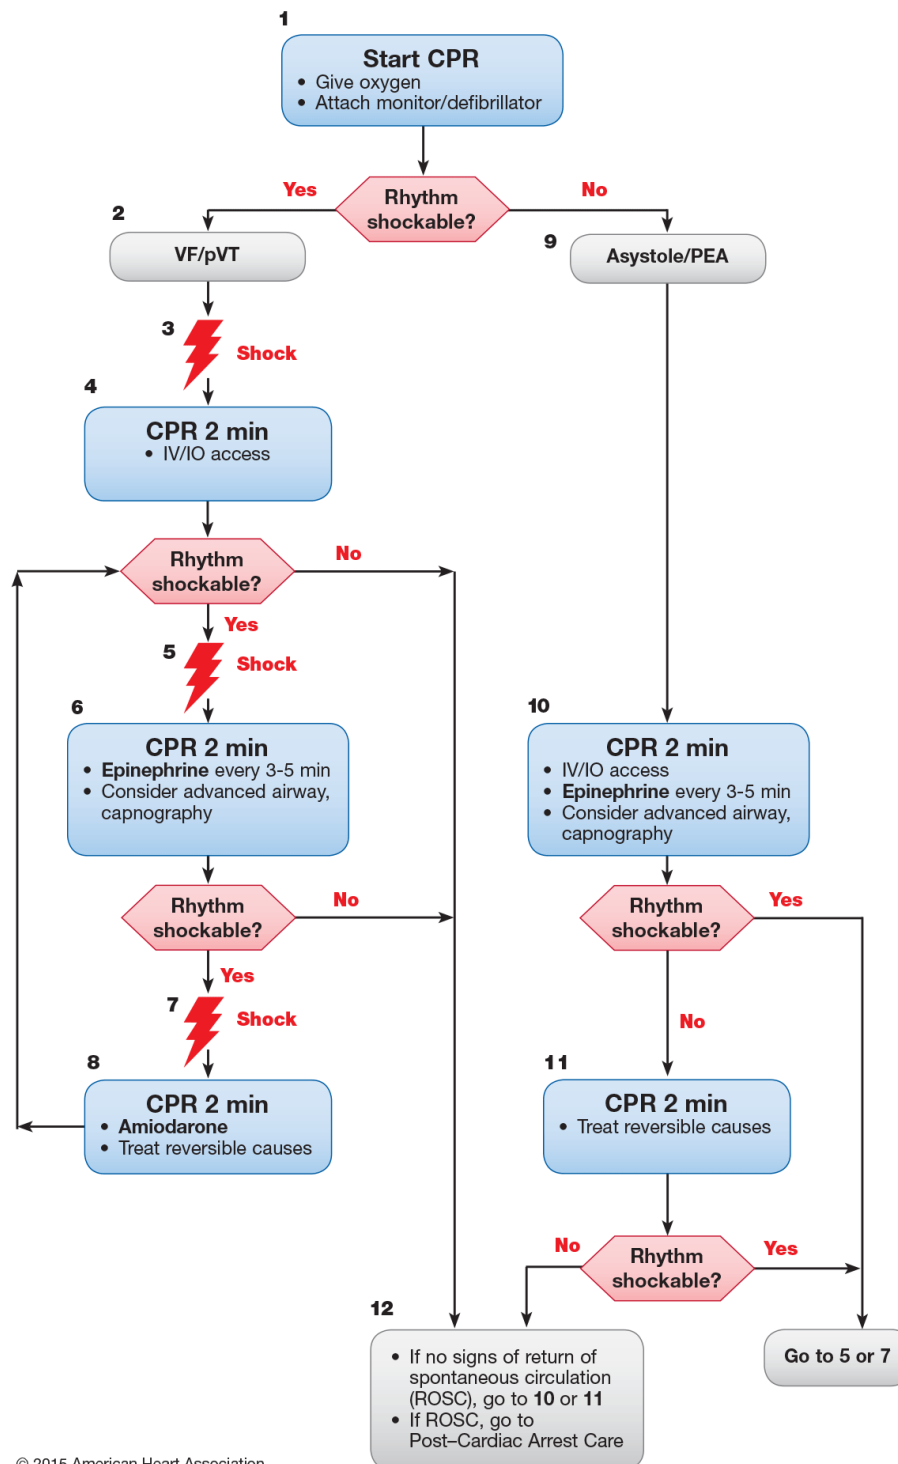 1
Start CPR
• Give oxygen
• Attach monitor/defibrillator
Yes
Rhythm
shockable?
No
2
VF/pVT
9
Asystole/PEA
3
Shock
4
CPR 2 min
• IV/IO access
Rhythm
shockable?
No
Yes
5
Shock
6
CPR 2 min
• Epinephrine every 3-5 min
• Consider advanced airway,
capnography
10
CPR 2 min
• IV/IO access
• Epinephrine every 3-5 min
• Consider advanced airway,
capnography
Rhythm
shockable?
No
Yes
Rhythm
shockable?
Yes
No
7
Shock
8
CPR 2 min
• Amiodarone
• Treat reversible causes
11
CPR 2 min
• Treat reversible causes
No
Rhythm
shockable?
Yes
12
• If no signs of return of
spontaneous circulation
(ROSC), go to 10 or 11
• If ROSC, go to
Post–Cardiac Arrest Care
Go to 5 or 7
© 2015 American Heart Association